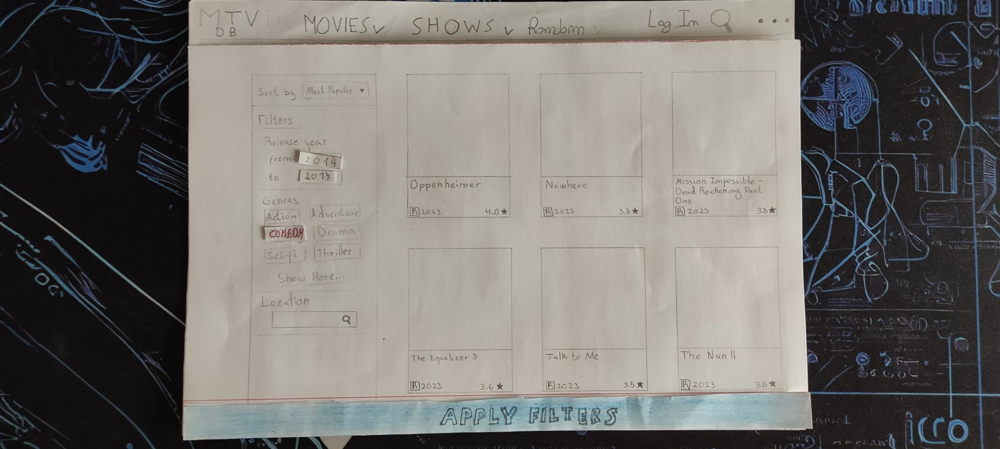 MTV
DB
MOVIES SHOWS Random Log In ...
Sort by Most Popular
Filters
Release year
from 2014
to
Genres
Action Adventure
COMEDY Drama
Sci-fi Thriller
Show More...
Location
Oppenheimer
R 2023 4.0★
Nowhere
R 2023 3.8★
Mission Impossible -
Dead Reckoning Part
One
R 2023 3.8★
The Equalizer 3
R 2023 3.6★
Talk to Me
R 2023 3.5★
The Nun II
R 2023 3.5★
APPLY FILTERS
icro